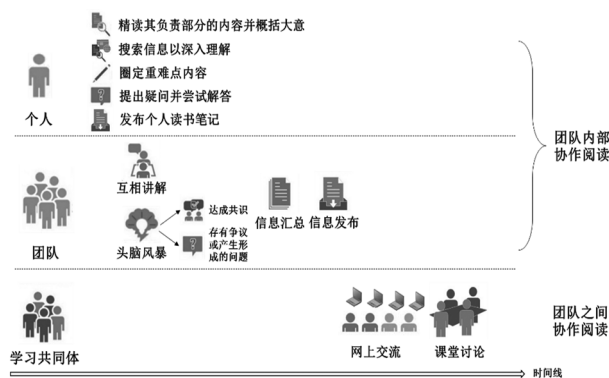 精读其负责部分的内容并概括大意
搜索信息以深入理解
圈定重难点内容
提出疑问并尝试解答
发布个人读书笔记
个人
团队内部
协作阅读
互相讲解
达成共识
头脑风暴
存有争议
或产生形
成的问题
信息汇总
信息发布
团队
团队之间
协作阅读
学习共同体
网上交流
课堂讨论
时间线